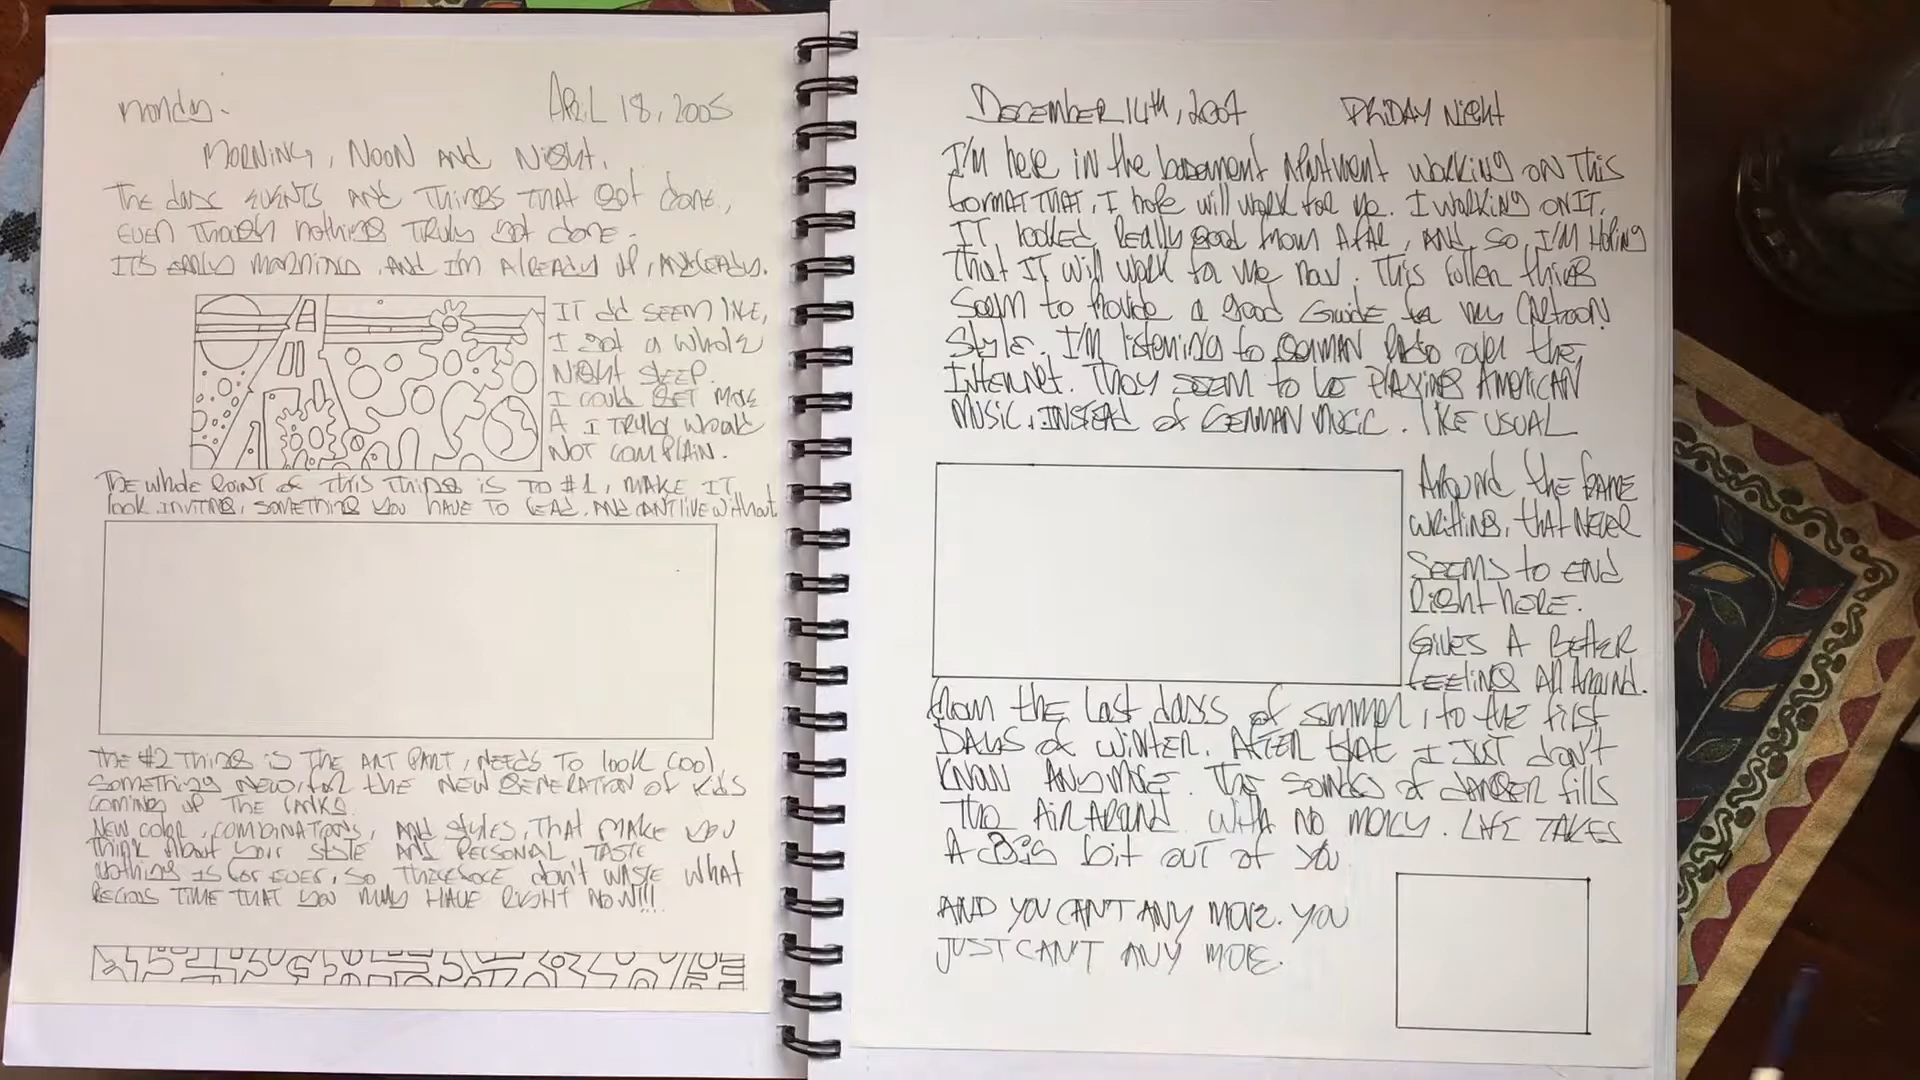 Monday.
APRIL 18, 2005
MORNING, NOON AND NIGHT.
THE DAYS EVENTS AND THINGS THAT GOT DONE,
EVEN THOUGH NOTHING TRULY GOT DONE.
IT'S EARLY MORNING, AND I'M ALREADY UP,
IT did SEEM LIKE,
I got a whole
NIGHT SLEEP.
I could GET MORE
A I TRULY would
NOT COMPLAIN.
THE WHOLE POINT of THIS THING IS TO #1, MAKE IT
look INVITING, SOMETHING YOU HAVE TO READ, AND CAN'T live without.
THE #2 THING is THE ART PART, NEEDS TO look COOL
SOMETHING NEW, for the NEW GENERATION of Kids
COMING UP THE RANKS.
NEW color, COMBINATIONS, AND STYLES, THAT MAKE YOU
Think About your STYLE AND PERSONAL TASTE
NOTHING IS FOR EVER, SO THEREFORE don't WASTE what
TIME THAT YOU MAY HAVE RIGHT NOW!!!
DECEMBER 14th, 2007
FRIDAY NIGHT
I'm here in the basement Apartment working on This
FORMAT THAT, I hope will work for me. I WORKING ON IT.
IT, looked, Really good from AfAR, AND, SO, I'M HOPING
that IT will work for me now. This things
Seem to Provide a good Guide for my CARTOON
Style. I'M listening to GERMAN RADIO over the,
INTERNET. They SEEM to be PLAYING AMERICAN
MUSIC, INSTEAD of GERMAN MUSIC. LIKE USUAL
Around the GAME
writing, that NEVER
SEEMS to END
Right HERE.
GIVES A BETTER
feeling All Around.
from the last days of summer, to the first
DAYS of WINTER. AFTER that I JUST don't
KNOW ANYMORE. THE SOUNDS of DANGER fills
THE AIR AROUND. WITH NO MONEY. LIFE TAKES
A Big bit OUT of YOU
AND YOU CAN'T ANY MORE. YOU
JUST CAN'T ANY MORE.